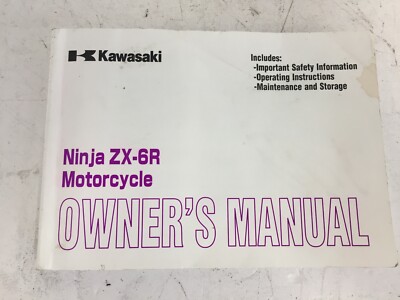 Kawasaki
Includes:
-Important Safety Information
-Operating Instructions
-Maintenance and Storage
Ninja ZX-6R
Motorcycle
OWNER'S MANUAL